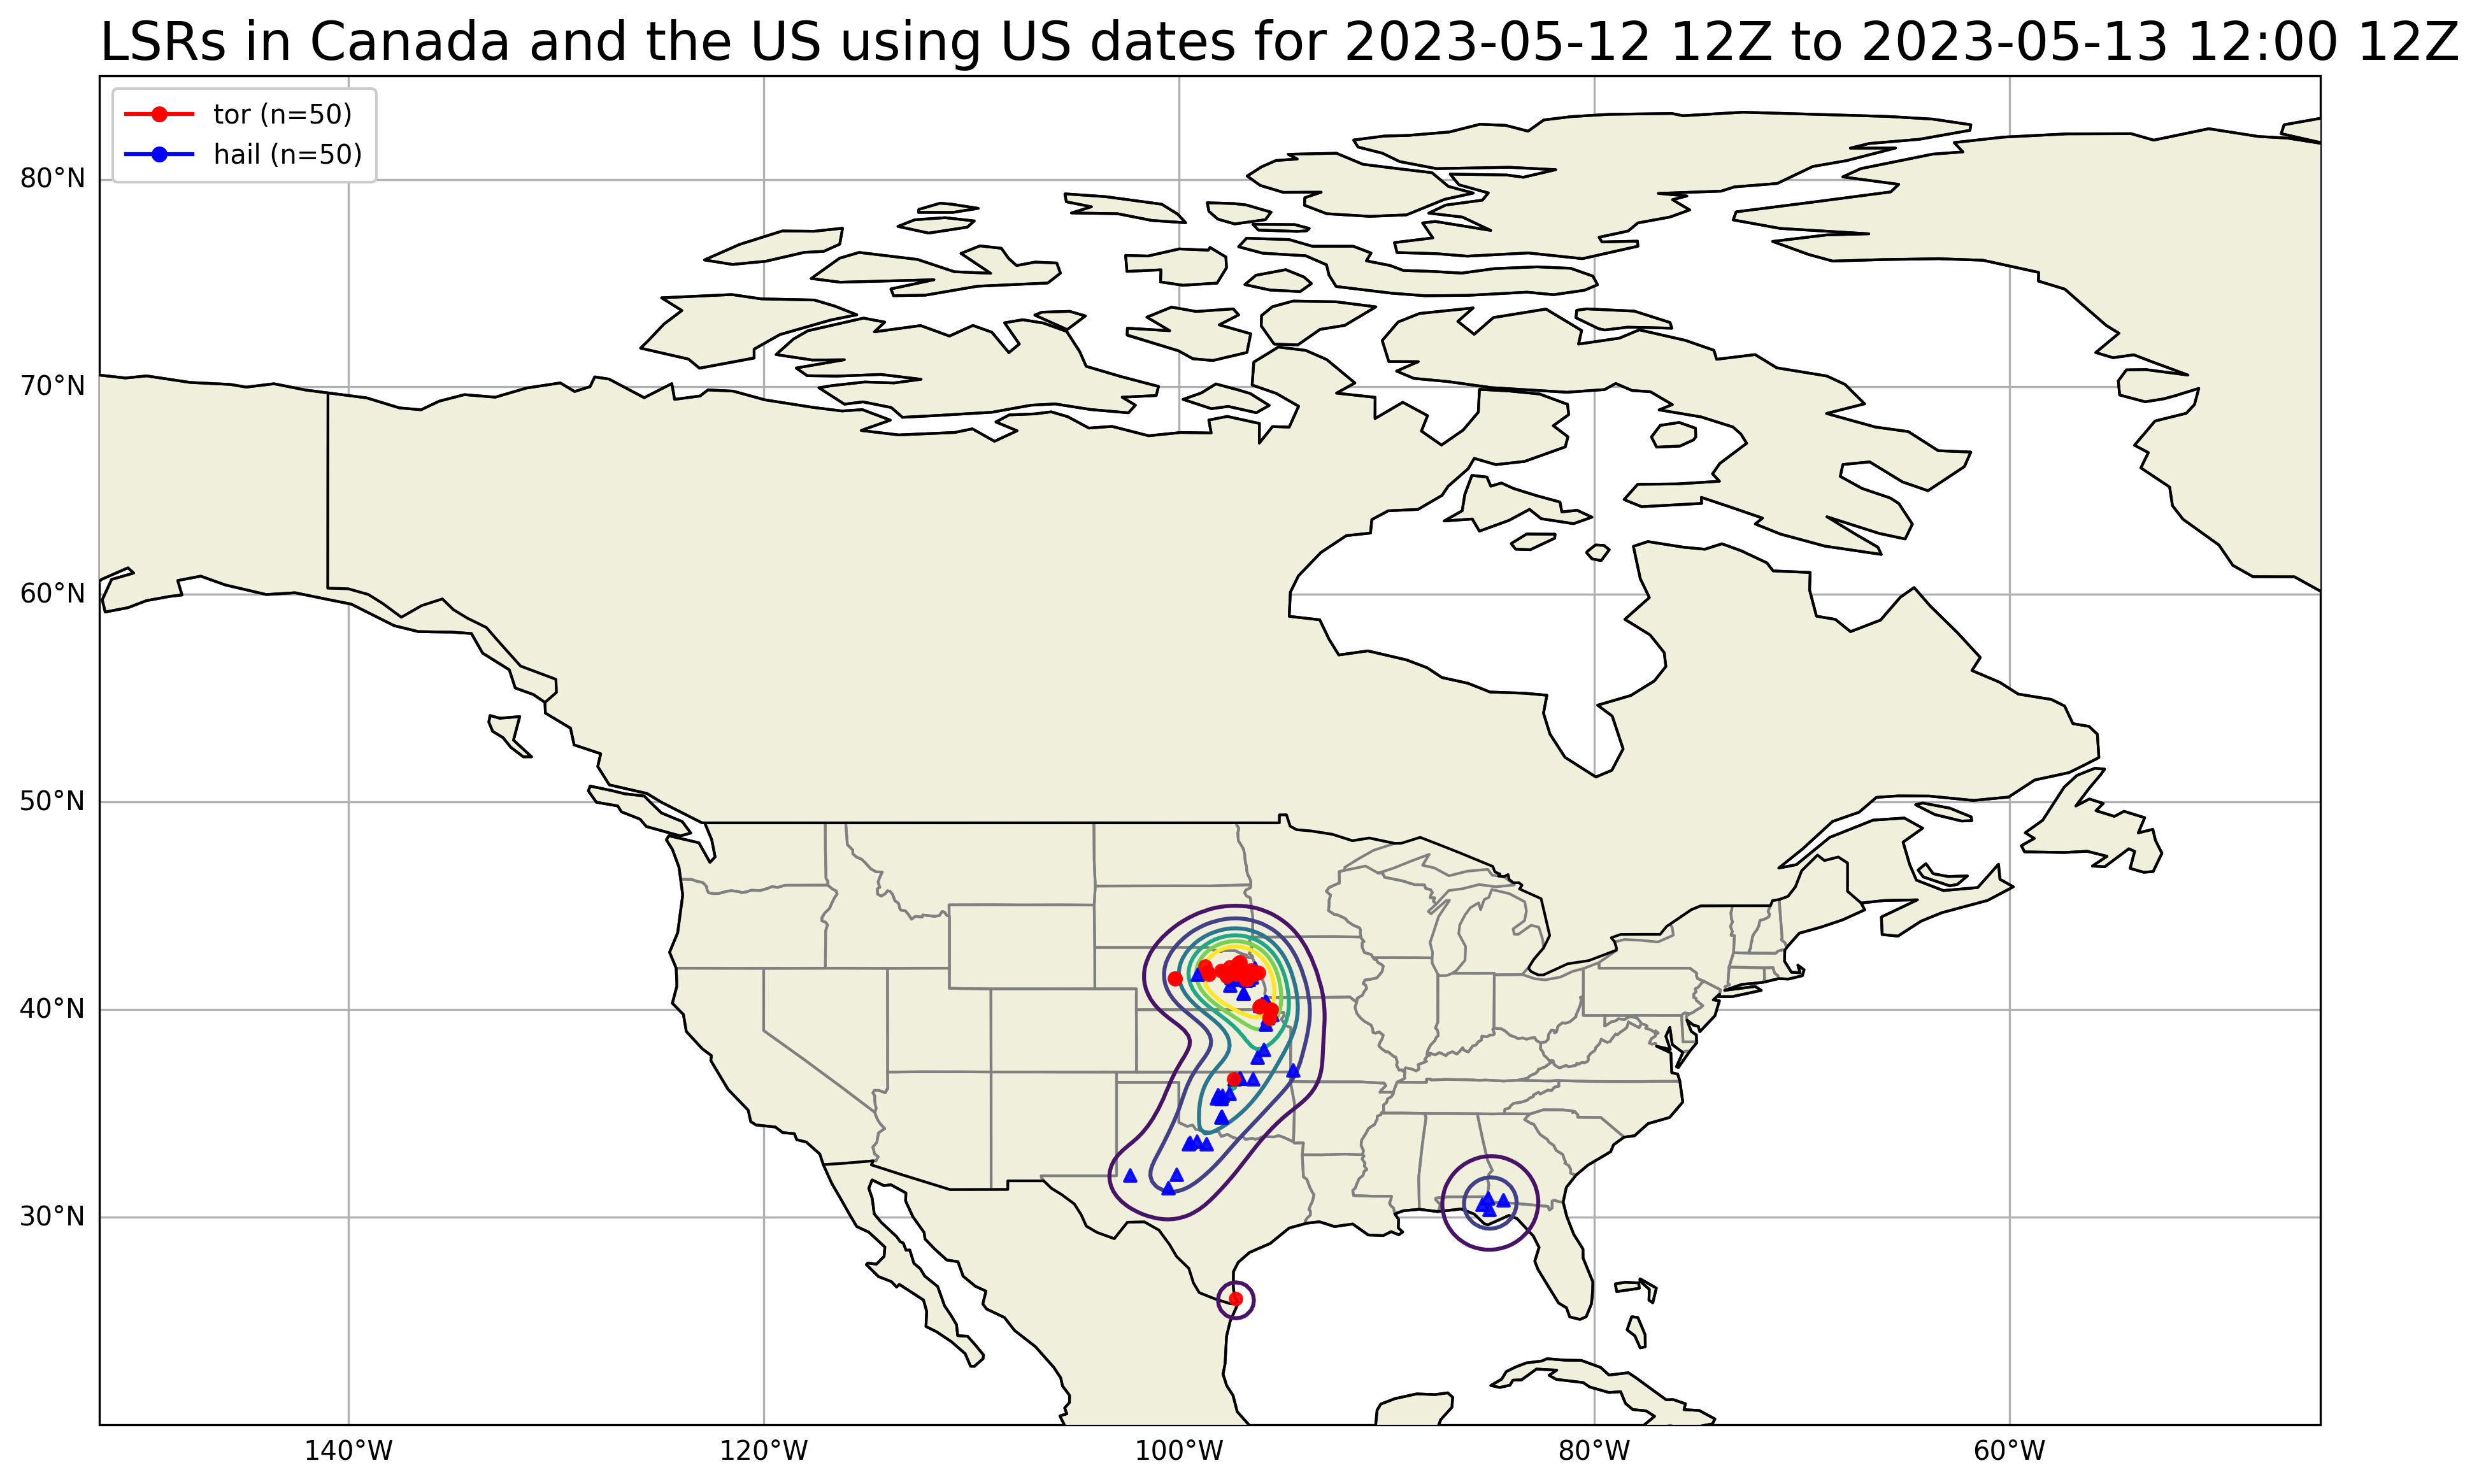 LSRs in Canada and the US using US dates for 2023-05-12 12Z to 2023-05-13 12:00 12Z
tor (n=50)
hail (n=50)
80°N
70°N
60°N
50°N
40°N
30°N
140°W
120°W
100°W
80°W
60°W